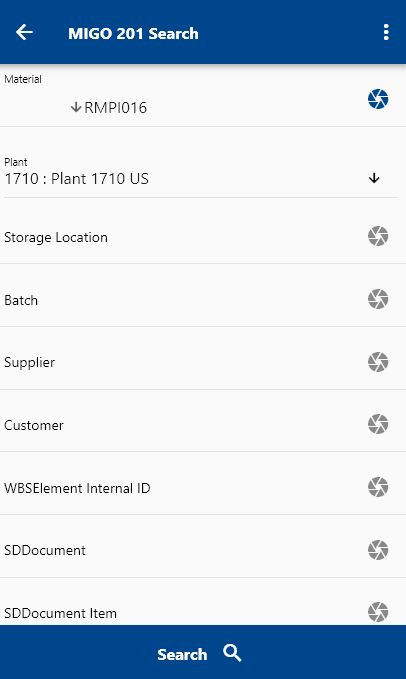 MIGO 201 Search
Material
RMPI016
Plant
1710 : Plant 1710 US
Storage Location
Batch
Supplier
Customer
WBSElement Internal ID
SDDocument
SDDocument Item
Search